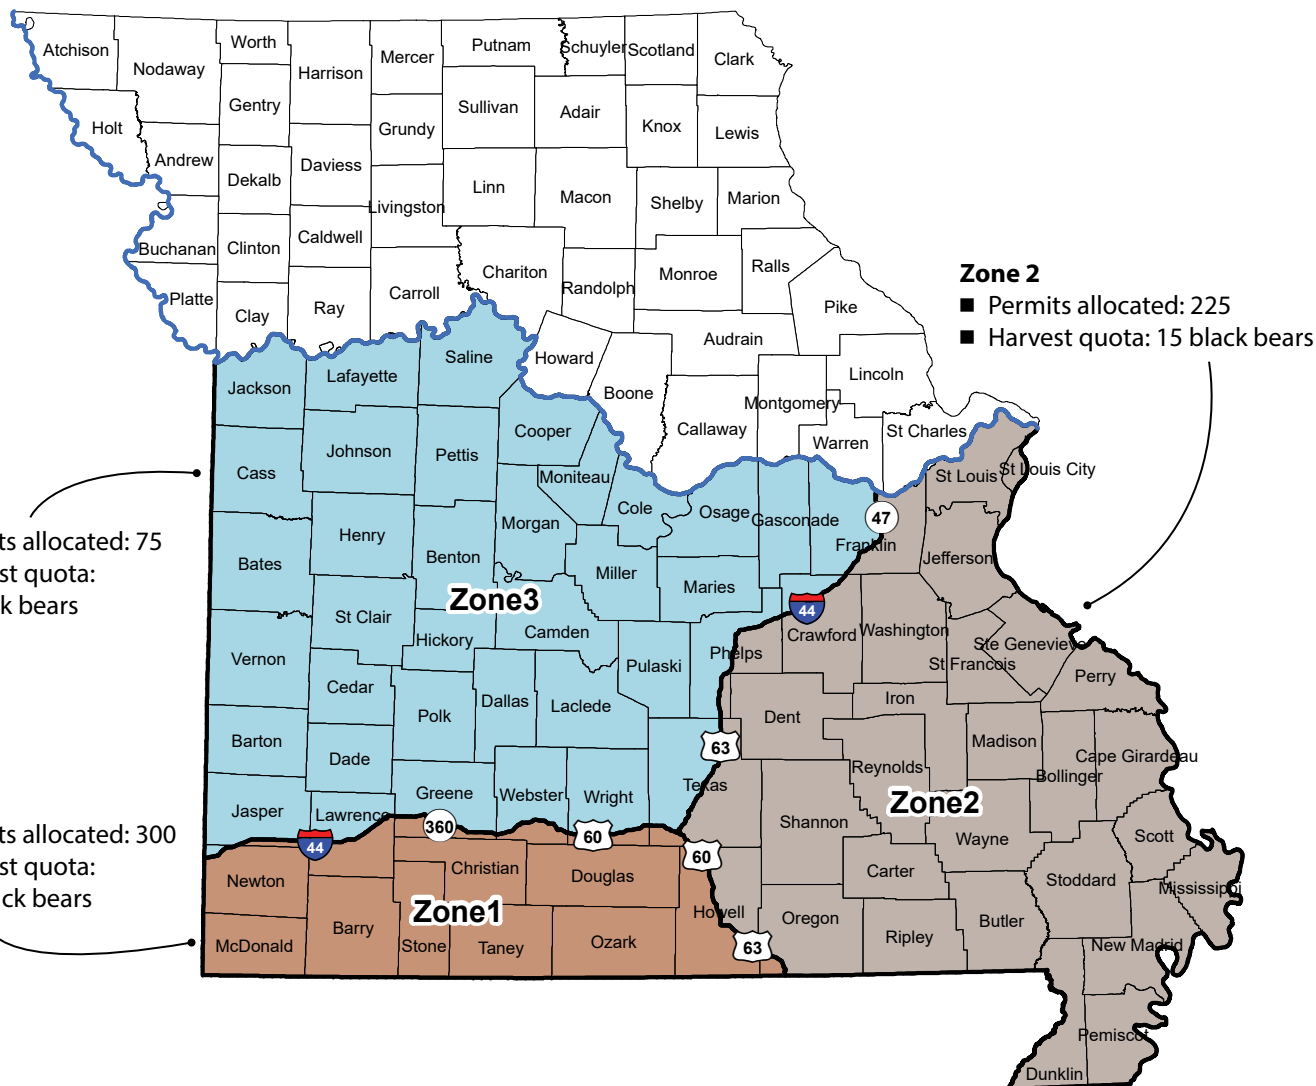 Atchison
Nodaway
Worth
Harrison
Mercer
Putnam
Schuyler
Scotland
Clark
Gentry
Sullivan
Adair
Knox
Lewis
Holt
Andrew
Dekalb
Daviess
Grundy
Livingston
Linn
Macon
Shelby
Marion
Buchanan
Clinton
Caldwell
Chariton
Randolph
Monroe
Ralls
Platte
Clay
Ray
Carroll
Pike
Audrain
Zone 2
■ Permits allocated: 225
■ Harvest quota: 15 black bears
Jackson
Lafayette
Saline
Howard
Boone
Callaway
Montgomery
Lincoln
Warren
St Charles
Cass
Johnson
Pettis
Cooper
Moniteau
Cole
Osage
Gasconade
47
Franklin
St Louis
St Louis City
Jefferson
ts allocated: 75
st quota:
k bears
Bates
Henry
Benton
Morgan
Miller
Maries
Zone3
44
Crawford
Washington
Ste Genevieve
St Francois
Perry
Vernon
St Clair
Hickory
Camden
Pulaski
Phelps
Cedar
Polk
Dallas
Laclede
Dent
Iron
Madison
Bollinger
Cape Girardeau
Barton
Dade
63
Texas
Reynolds
Zone2
Jasper
Lawrence
Greene
Webster
Wright
Shannon
Wayne
Scott
ts allocated: 300
st quota:
ck bears
44
360
60
60
Newton
Christian
Douglas
Carter
Stoddard
Mississippi
Zone1
McDonald
Barry
Stone
Taney
Ozark
Howell
63
Oregon
Ripley
Butler
New Madrid
Pemiscot
Dunklin